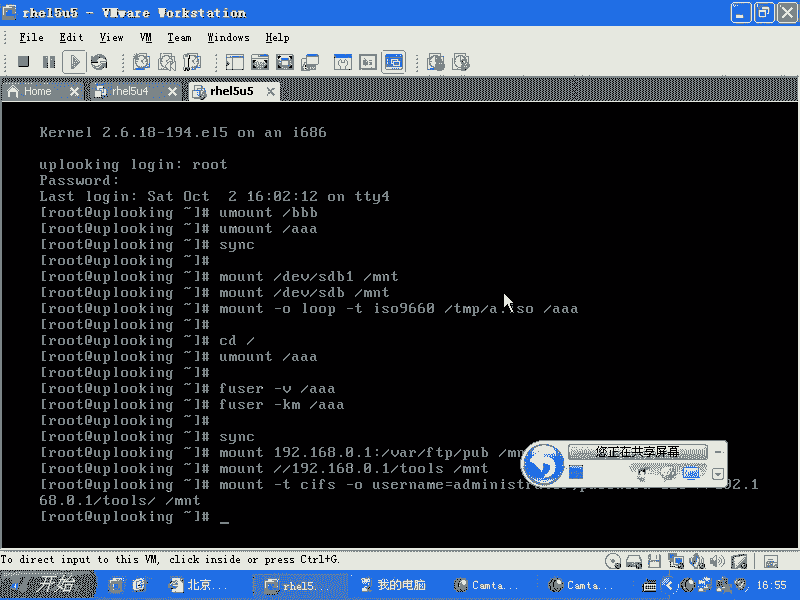 rhel5u5 - VMware Workstation
File Edit View VM Team Windows Help
Home rhel5u4 rhel5u5
Kernel 2.6.18-194.el5 on an i686
uplooking login: root
Password:
Last login: Sat Oct  2 16:02:12 on tty4
[root@uplooking ~]# umount /bbb
[root@uplooking ~]# umount /aaa
[root@uplooking ~]# sync
[root@uplooking ~]#
[root@uplooking ~]# mount /dev/sdb1 /mnt
[root@uplooking ~]# mount /dev/sdb /mnt
[root@uplooking ~]# mount -o loop -t iso9660 /tmp/a.iso /aaa
[root@uplooking ~]#
[root@uplooking ~]# cd /
[root@uplooking ~]# umount /aaa
[root@uplooking ~]#
[root@uplooking ~]# fuser -v /aaa
[root@uplooking ~]# fuser -km /aaa
[root@uplooking ~]#
[root@uplooking ~]# sync
[root@uplooking ~]# mount 192.168.0.1:/var/ftp/pub /mn
您正在共享屏幕
[root@uplooking ~]# mount //192.168.0.1/tools /mnt
[root@uplooking ~]# mount -t cifs -o 
68.0.1/tools/ /mnt
[root@uplooking ~]# _
To direct input to this VM, click inside or press Ctrl+G.
开始 北京... rhel5... 我的电脑 Camta... Camta... 16:55